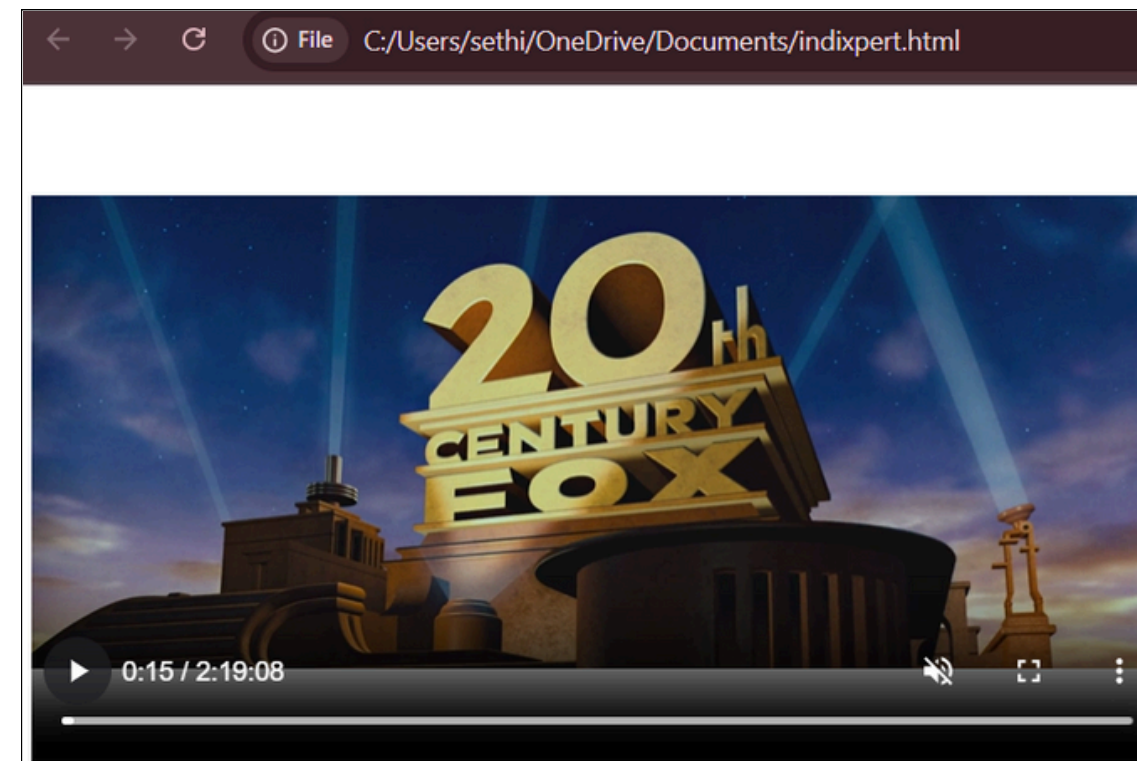 File C:/Users/sethi/OneDrive/Documents/indixpert.html
20th
CENTURY
FOX
0:15 / 2:19:08